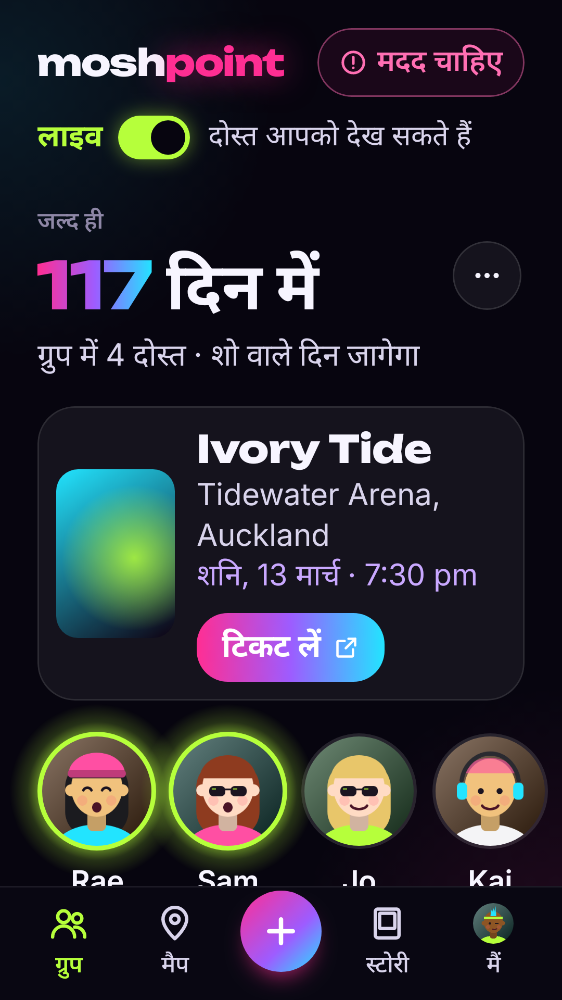 moshpoint
मदद चाहिए
लाइव
दोस्त आपको देख सकते हैं
जल्द ही
117 दिन में
ग्रुप में 4 दोस्त · शो वाले दिन जागेगा
Ivory Tide
Tidewater Arena,
Auckland
शनि, 13 मार्च · 7:30 pm
टिकट लें
Rae
Sam
Jo
Kai
ग्रुप
मैप
स्टोरी
मैं